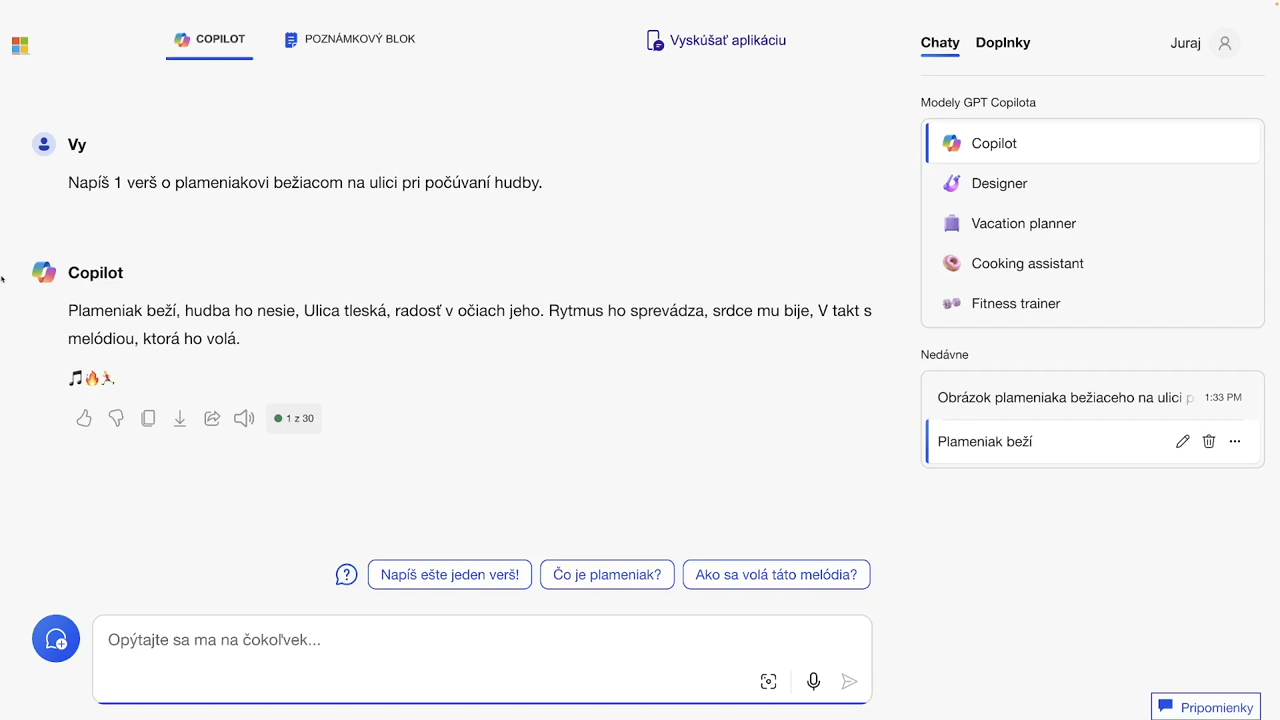 COPILOT
POZNÁMKOVÝ BLOK
Vyskúšať aplikáciu
Chaty
Doplnky
Juraj
Vy
Napíš 1 verš o plameniakovi bežiacom na ulici pri počúvaní hudby.
Copilot
Plameniak beží, hudba ho nesie, Ulica tleská, radosť v očiach jeho. Rytmus ho sprevádza, srdce mu bije, V takt s
melódiou, ktorá ho volá.
1 z 30
Napíš ešte jeden verš!
Čo je plameniak?
Ako sa volá táto melódia?
Opýtajte sa ma na čokoľvek...
Modely GPT Copilota
Copilot
Designer
Vacation planner
Cooking assistant
Fitness trainer
Nedávne
Obrázok plameniaka bežiaceho na ulici p
1:33 PM
Plameniak beží
Pripomienky